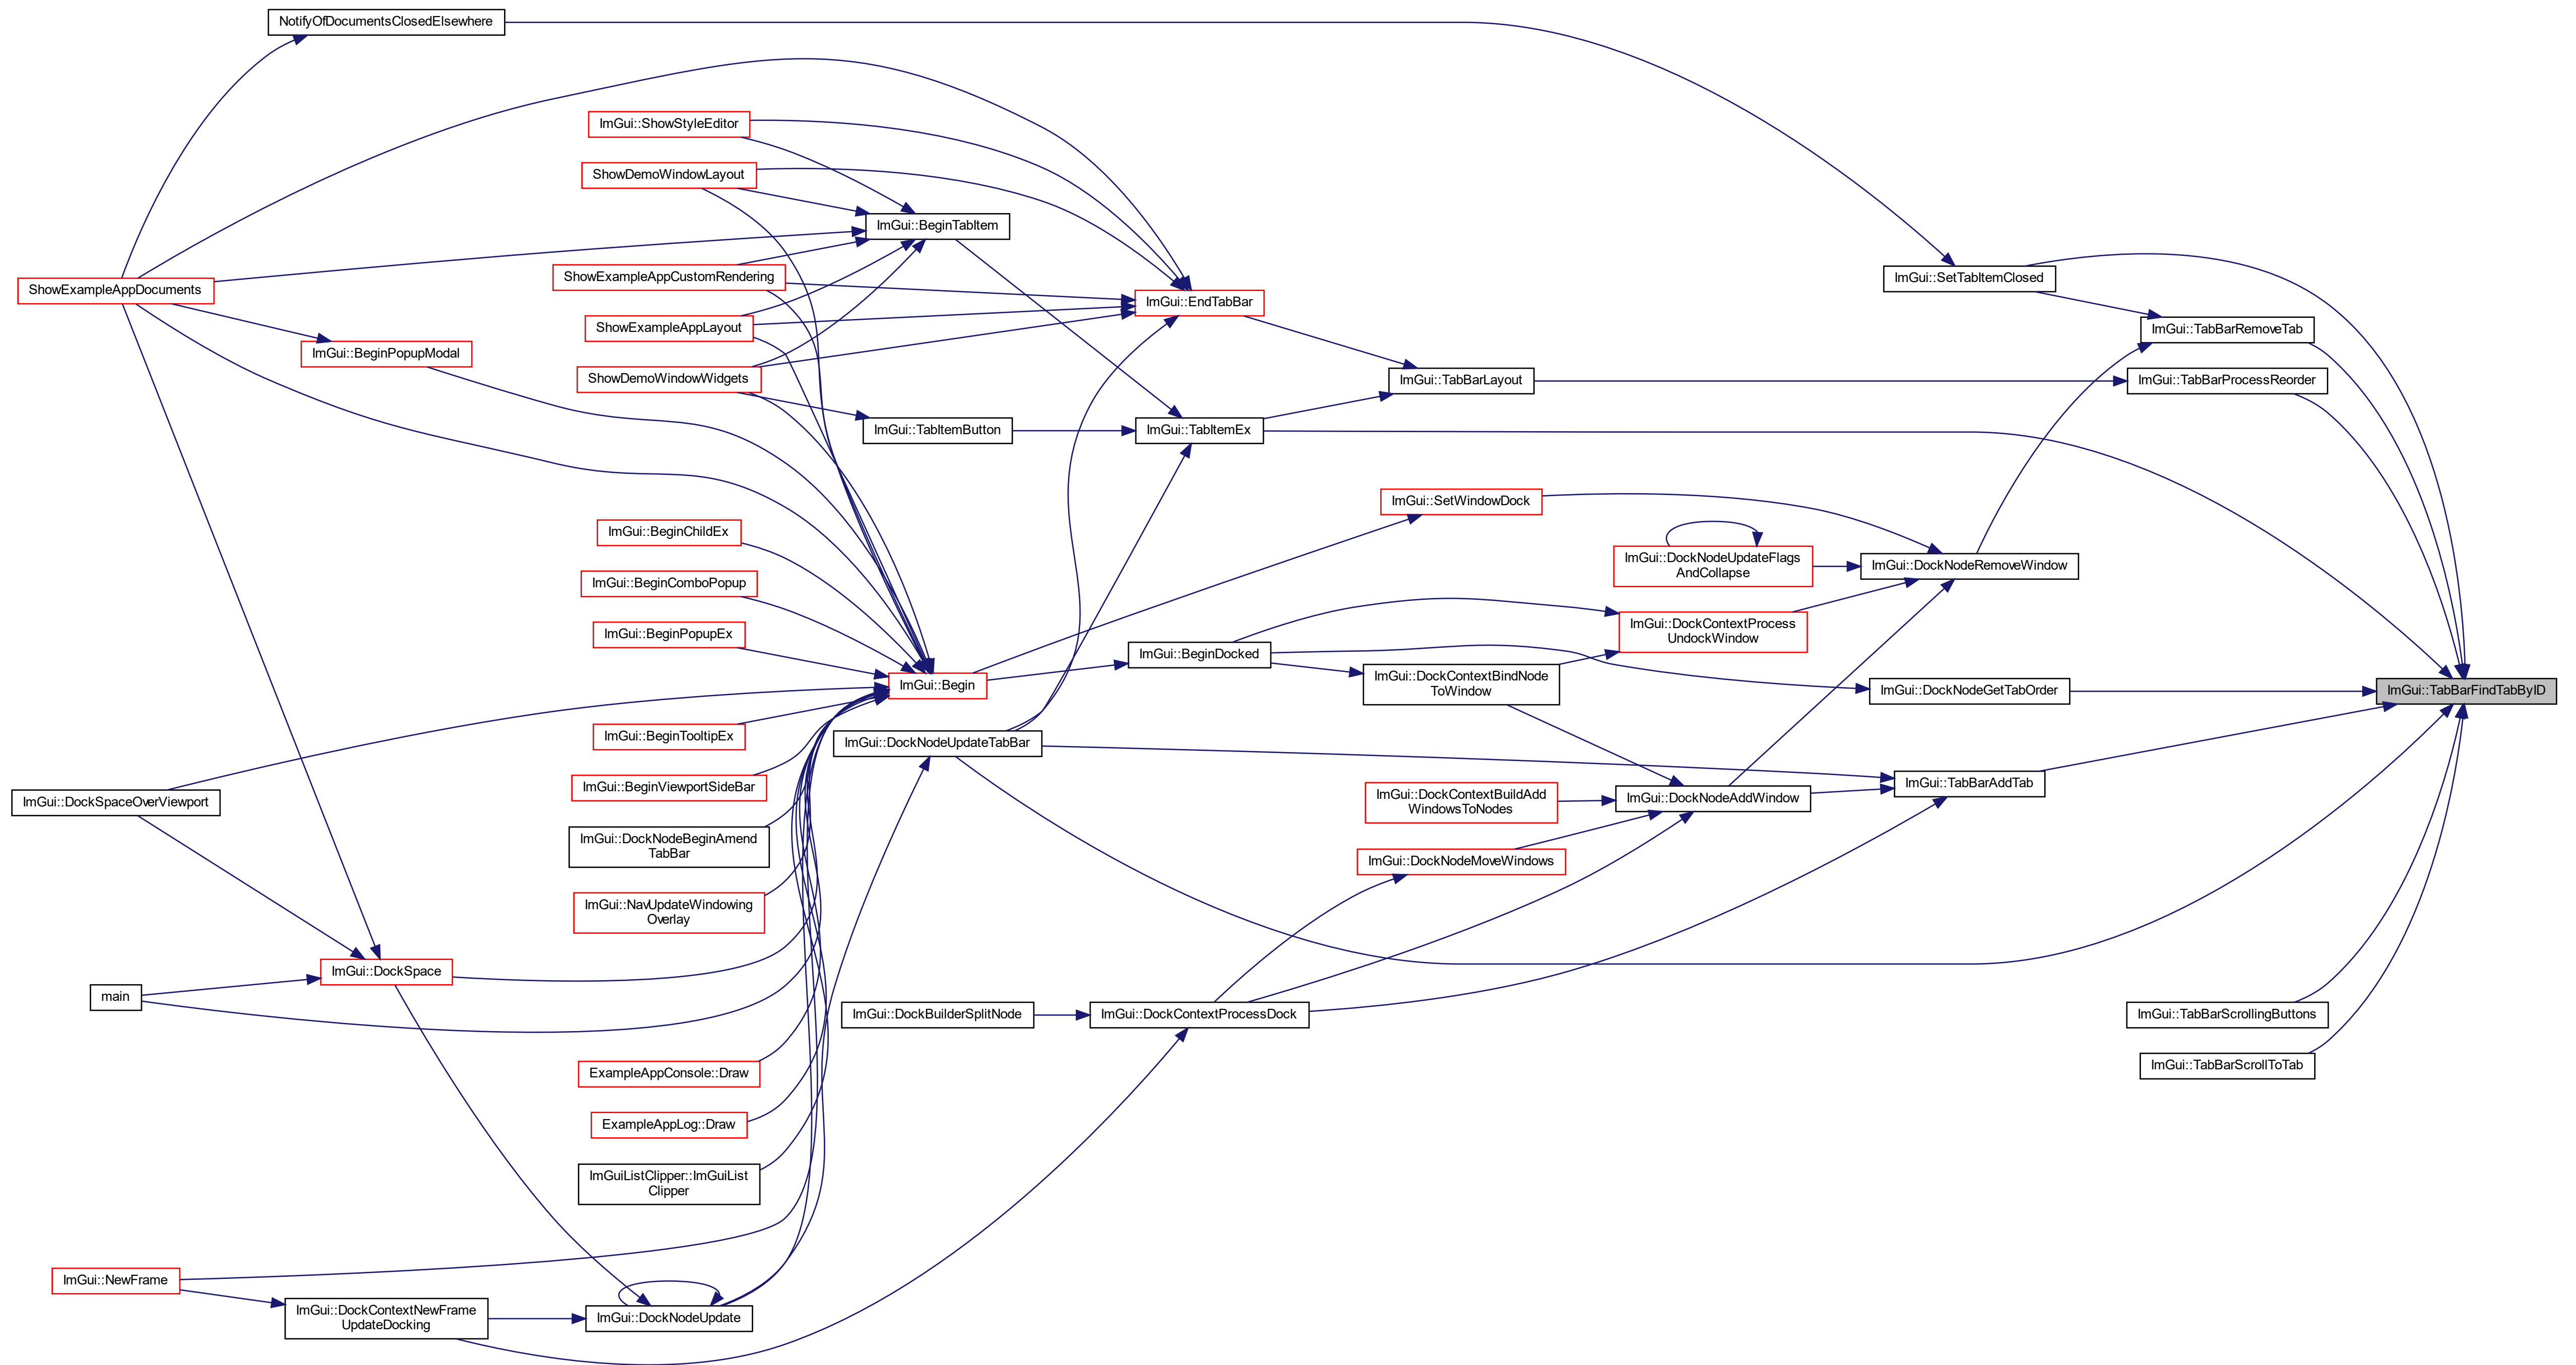 NotifyOfDocumentsClosedElsewhere
ImGui::ShowStyleEditor
ShowDemoWindowLayout
ImGui::BeginTabItem
ImGui::SetTabItemClosed
ShowExampleAppCustomRendering
ShowExampleAppDocuments
ImGui::EndTabBar
ShowExampleAppLayout
ImGui::TabBarRemoveTab
ImGui::BeginPopupModal
ShowDemoWindowWidgets
ImGui::TabBarLayout
ImGui::TabBarProcessReorder
ImGui::TabItemButton
ImGui::TabItemEx
ImGui::SetWindowDock
ImGui::BeginChildEx
ImGui::DockNodeUpdateFlags
AndCollapse
ImGui::DockNodeRemoveWindow
ImGui::BeginComboPopup
ImGui::BeginPopupEx
ImGui::DockContextProcess
UndockWindow
ImGui::BeginDocked
ImGui::Begin
ImGui::DockContextBindNode
ToWindow
ImGui::DockNodeGetTabOrder
ImGui::TabBarFindTabByID
ImGui::BeginTooltipEx
ImGui::DockNodeUpdateTabBar
ImGui::BeginViewportSideBar
ImGui::TabBarAddTab
ImGui::DockSpaceOverViewport
ImGui::DockContextBuildAdd
WindowsToNodes
ImGui::DockNodeAddWindow
ImGui::DockNodeBeginAmend
TabBar
ImGui::DockNodeMoveWindows
ImGui::NavUpdateWindowing
Overlay
ImGui::DockSpace
main
ImGui::DockBuilderSplitNode
ImGui::DockContextProcessDock
ImGui::TabBarScrollingButtons
ExampleAppConsole::Draw
ImGui::TabBarScrollToTab
ExampleAppLog::Draw
ImGuiListClipper::ImGuiList
Clipper
ImGui::NewFrame
ImGui::DockContextNewFrame
UpdateDocking
ImGui::DockNodeUpdate